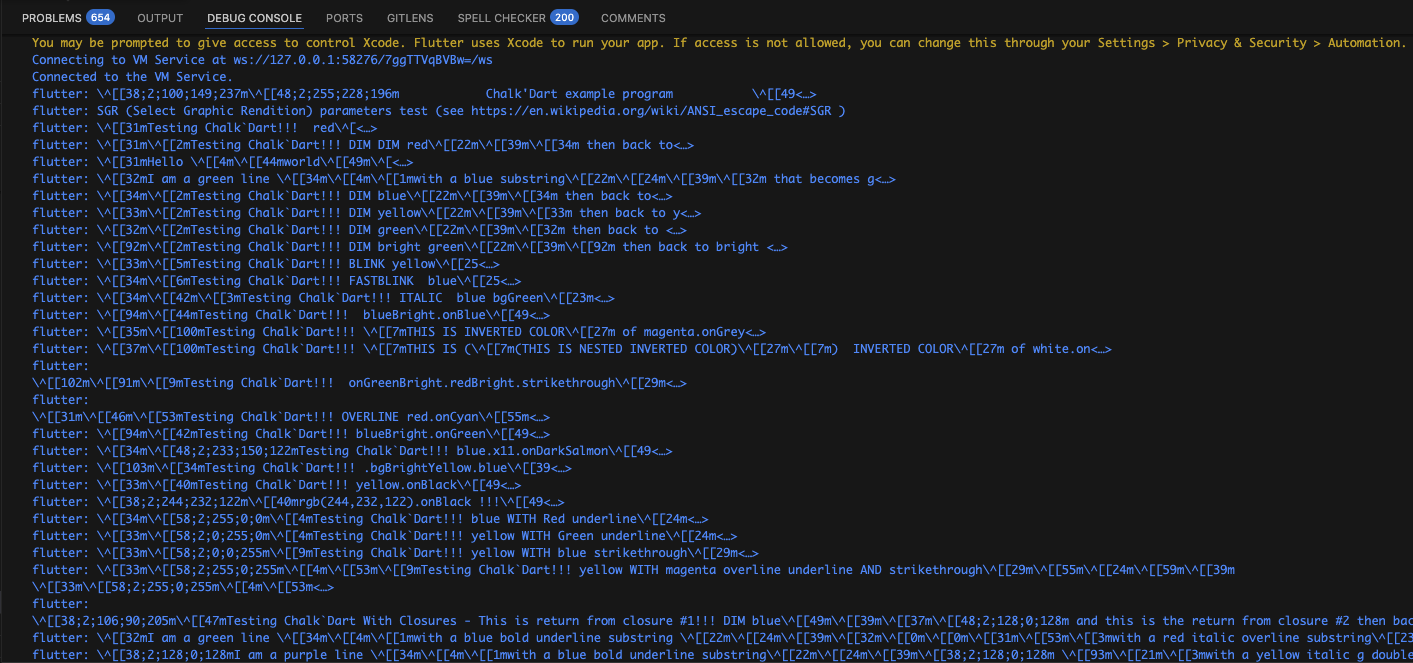 PROBLEMS 654 OUTPUT DEBUG CONSOLE PORTS GITLENS SPELL CHECKER 200 COMMENTS
You may be prompted to give access to control Xcode. Flutter uses Xcode to run your app. If access is not allowed, you can change this through your Settings > Privacy & Security > Automation.
Connecting to VM Service at ws://127.0.0.1:58276/7ggTTVqBVBw=/ws
Connected to the VM Service.
flutter: \^[[38;2;100;149;237m\^[[48;2;255;228;196m            Chalk'Dart example program           \^[[49<…>
flutter: SGR (Select Graphic Rendition) parameters test (see https://en.wikipedia.org/wiki/ANSI_escape_code#SGR )
flutter: \^[[31mTesting Chalk`Dart!!!  red\^[<…>
flutter: \^[[31m\^[[2mTesting Chalk`Dart!!! DIM DIM red\^[[22m\^[[39m\^[[34m then back to<…>
flutter: \^[[31mHello \^[[4m\^[[44mworld\^[[49m\^[<…>
flutter: \^[[32mI am a green line \^[[34m\^[[4m\^[[1mwith a blue substring\^[[22m\^[[24m\^[[39m\^[[32m that becomes g<…>
flutter: \^[[34m\^[[2mTesting Chalk`Dart!!! DIM blue\^[[22m\^[[39m\^[[34m then back to<…>
flutter: \^[[33m\^[[2mTesting Chalk`Dart!!! DIM yellow\^[[22m\^[[39m\^[[33m then back to y<…>
flutter: \^[[32m\^[[2mTesting Chalk`Dart!!! DIM green\^[[22m\^[[39m\^[[32m then back to <…>
flutter: \^[[92m\^[[2mTesting Chalk`Dart!!! DIM bright green\^[[22m\^[[39m\^[[92m then back to bright <…>
flutter: \^[[33m\^[[5mTesting Chalk`Dart!!! BLINK yellow\^[[25<…>
flutter: \^[[34m\^[[6mTesting Chalk`Dart!!! FASTBLINK  blue\^[[25<…>
flutter: \^[[34m\^[[42m\^[[3mTesting Chalk`Dart!!! ITALIC  blue bgGreen\^[[23m<…>
flutter: \^[[94m\^[[44mTesting Chalk`Dart!!!  blueBright.onBlue\^[[49<…>
flutter: \^[[35m\^[[100mTesting Chalk`Dart!!! \^[[7mTHIS IS INVERTED COLOR\^[[27m of magenta.onGrey<…>
flutter: \^[[37m\^[[100mTesting Chalk`Dart!!! \^[[7mTHIS IS (\^[[7m(THIS IS NESTED INVERTED COLOR)\^[[27m\^[[7m)  INVERTED COLOR\^[[27m of white.on<…>
flutter:
\^[[102m\^[[91m\^[[9mTesting Chalk`Dart!!!  onGreenBright.redBright.strikethrough\^[[29m<…>
flutter:
\^[[31m\^[[46m\^[[53mTesting Chalk`Dart!!! OVERLINE red.onCyan\^[[55m<…>
flutter: \^[[94m\^[[42mTesting Chalk`Dart!!! blueBright.onGreen\^[[49<…>
flutter: \^[[34m\^[[48;2;233;150;122mTesting Chalk`Dart!!! blue.x11.onDarkSalmon\^[[49<…>
flutter: \^[[103m\^[[34mTesting Chalk`Dart!!! .bgBrightYellow.blue\^[[39<…>
flutter: \^[[33m\^[[40mTesting Chalk`Dart!!! yellow.onBlack\^[[49<…>
flutter: \^[[38;2;244;232;122m\^[[40mrgb(244,232,122).onBlack !!!\^[[49<…>
flutter: \^[[34m\^[[58;2;255;0;0m\^[[4mTesting Chalk`Dart!!! blue WITH Red underline\^[[24m<…>
flutter: \^[[33m\^[[58;2;0;255;0m\^[[4mTesting Chalk`Dart!!! yellow WITH Green underline\^[[24m<…>
flutter: \^[[33m\^[[58;2;0;0;255m\^[[9mTesting Chalk`Dart!!! yellow WITH blue strikethrough\^[[29m<…>
flutter: \^[[33m\^[[58;2;255;0;255m\^[[4m\^[[53m\^[[9mTesting Chalk`Dart!!! yellow WITH magenta overline underline AND strikethrough\^[[29m\^[[55m\^[[24m\^[[59m\^[[39m
\^[[33m\^[[58;2;255;0;255m\^[[4m\^[[53m<…>
flutter:
\^[[38;2;106;90;205m\^[[47mTesting Chalk`Dart With Closures - This is return from closure #1!!! DIM blue\^[[49m\^[[39m\^[[37m\^[[48;2;128;0;128m and this is the return from closure #2 then bac
flutter: \^[[32mI am a green line \^[[34m\^[[4m\^[[1mwith a blue bold underline substring \^[[22m\^[[24m\^[[39m\^[[32m\^[[0m\^[[0m\^[[31m\^[[53m\^[[3mwith a red italic overline substring\^[[23
flutter: \^[[38;2;128;0;128mI am a purple line \^[[34m\^[[4m\^[[1mwith a blue bold underline substring\^[[22m\^[[24m\^[[39m\^[[38;2;128;0;128m \^[[93m\^[[21m\^[[3mwith a yellow italic g double